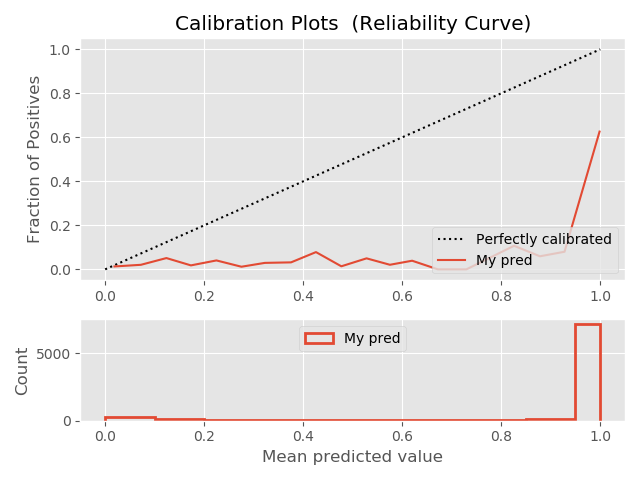 Calibration Plots  (Reliability Curve)
Fraction of Positives
1.0
0.8
0.6
0.4
0.2
0.0
Perfectly calibrated
My pred
0.0 0.2 0.4 0.6 0.8 1.0
Count
5000
0
My pred
0.0 0.2 0.4 0.6 0.8 1.0
Mean predicted value